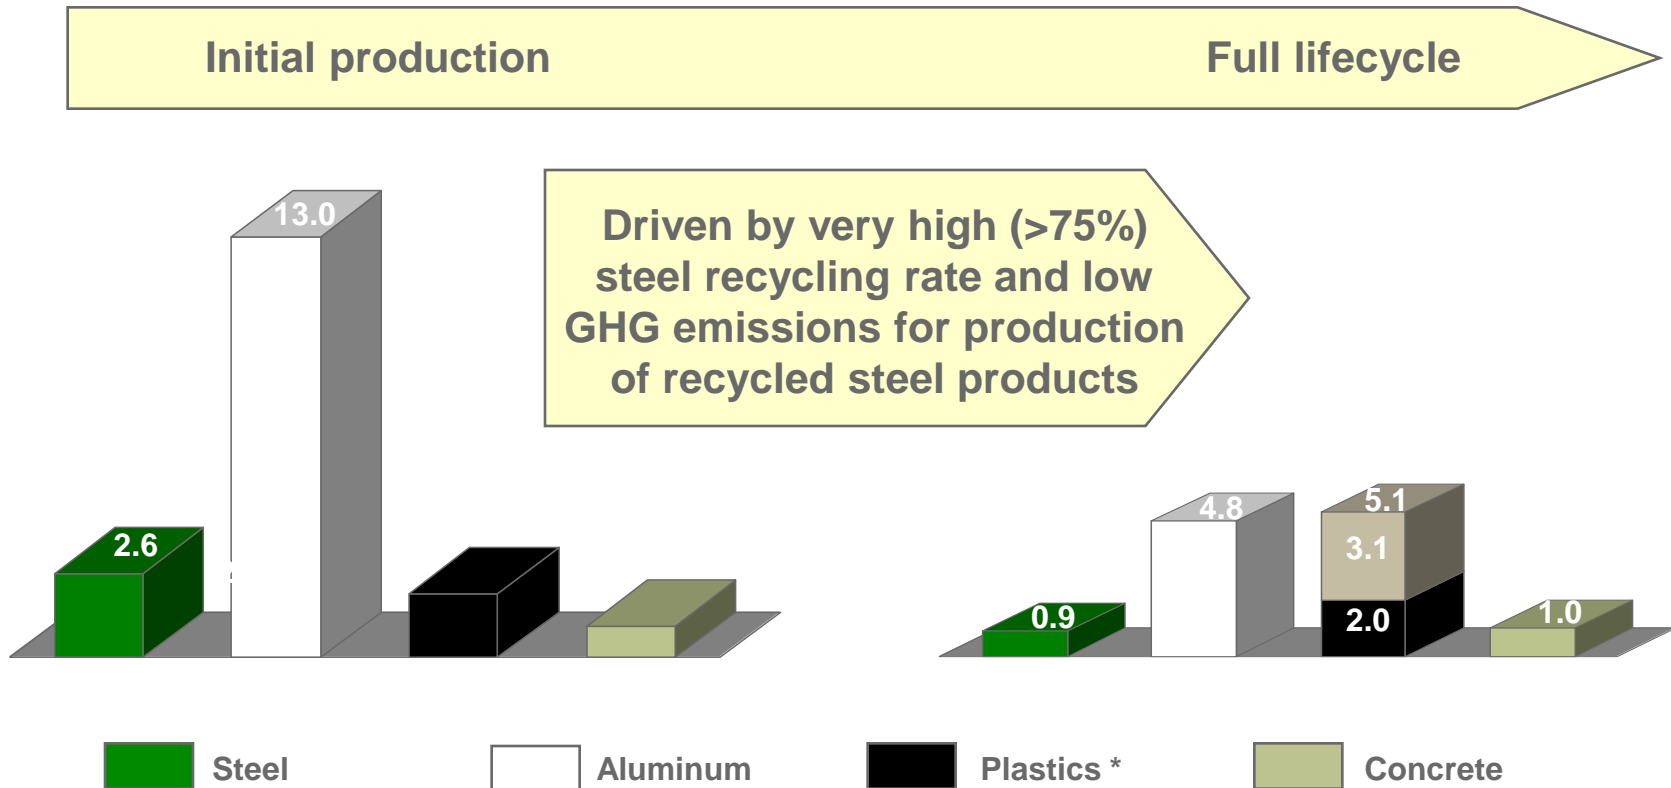 Initial production
Full lifecycle
Driven by very high (>75%)
steel recycling rate and low
GHG emissions for production
of recycled steel products
13.0
2.6
4.8
5.1
3.1
0.9
2.0
1.0
Steel
Aluminum
Plastics *
Concrete